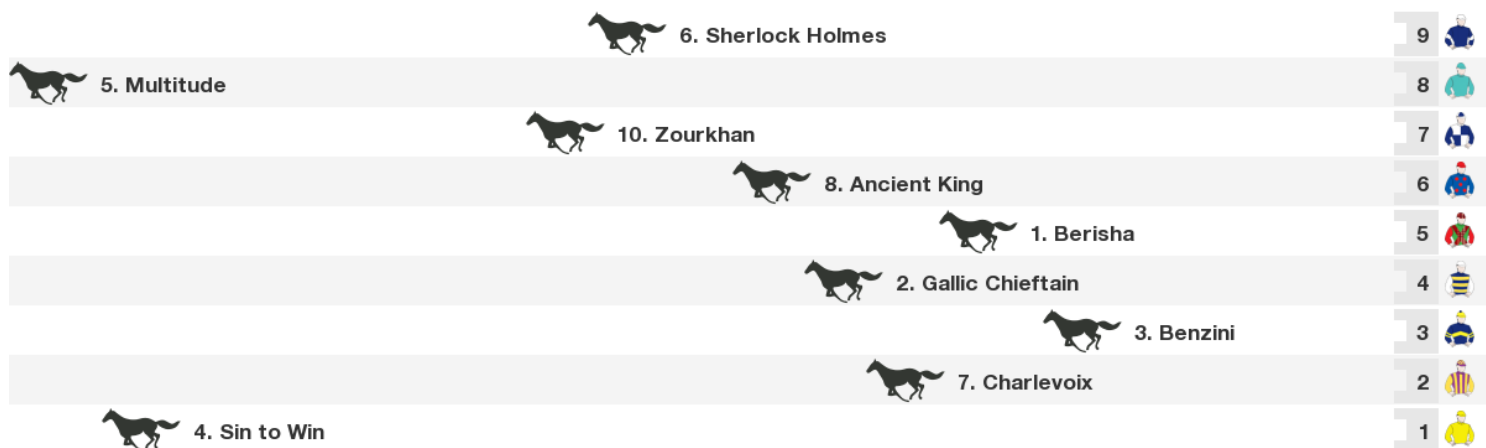 6. Sherlock Holmes 9
5. Multitude 8
10. Zourkhan 7
8. Ancient King 6
1. Berisha 5
2. Gallic Chieftain 4
3. Benzini 3
7. Charlevoix 2
4. Sin to Win 1